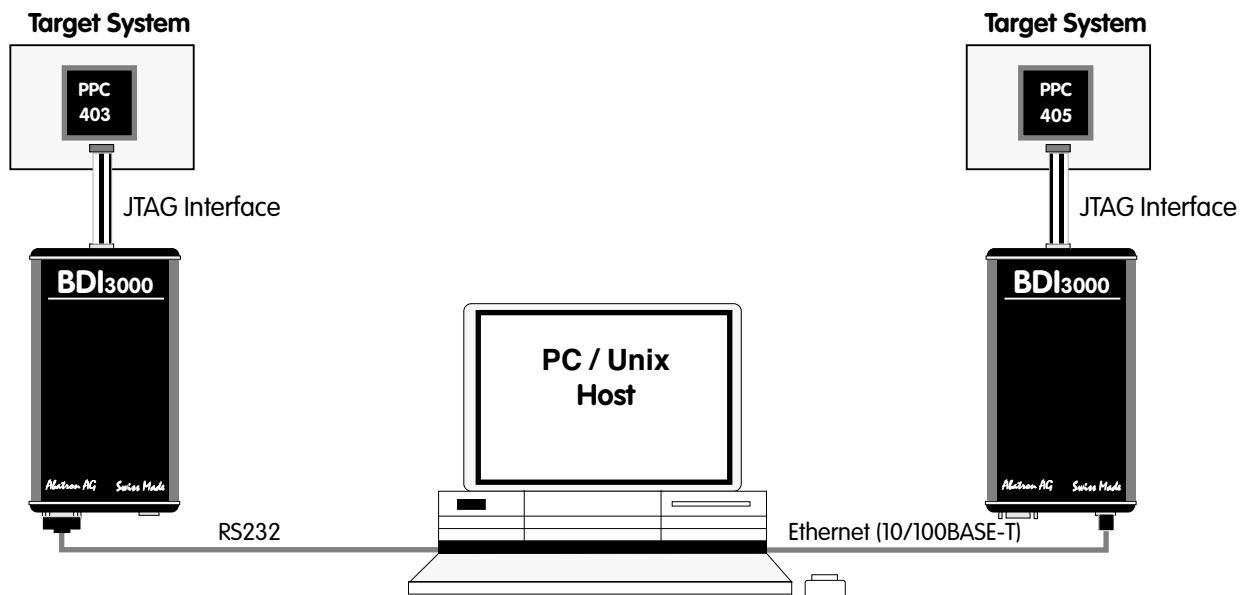 Target System
Target System
PPC
403
PPC
405
JTAG Interface
JTAG Interface
BDI3000
BDI3000
PC / Unix
Host
Abatron AG Swiss Made
Abatron AG Swiss Made
RS232
Ethernet (10/100BASE-T)